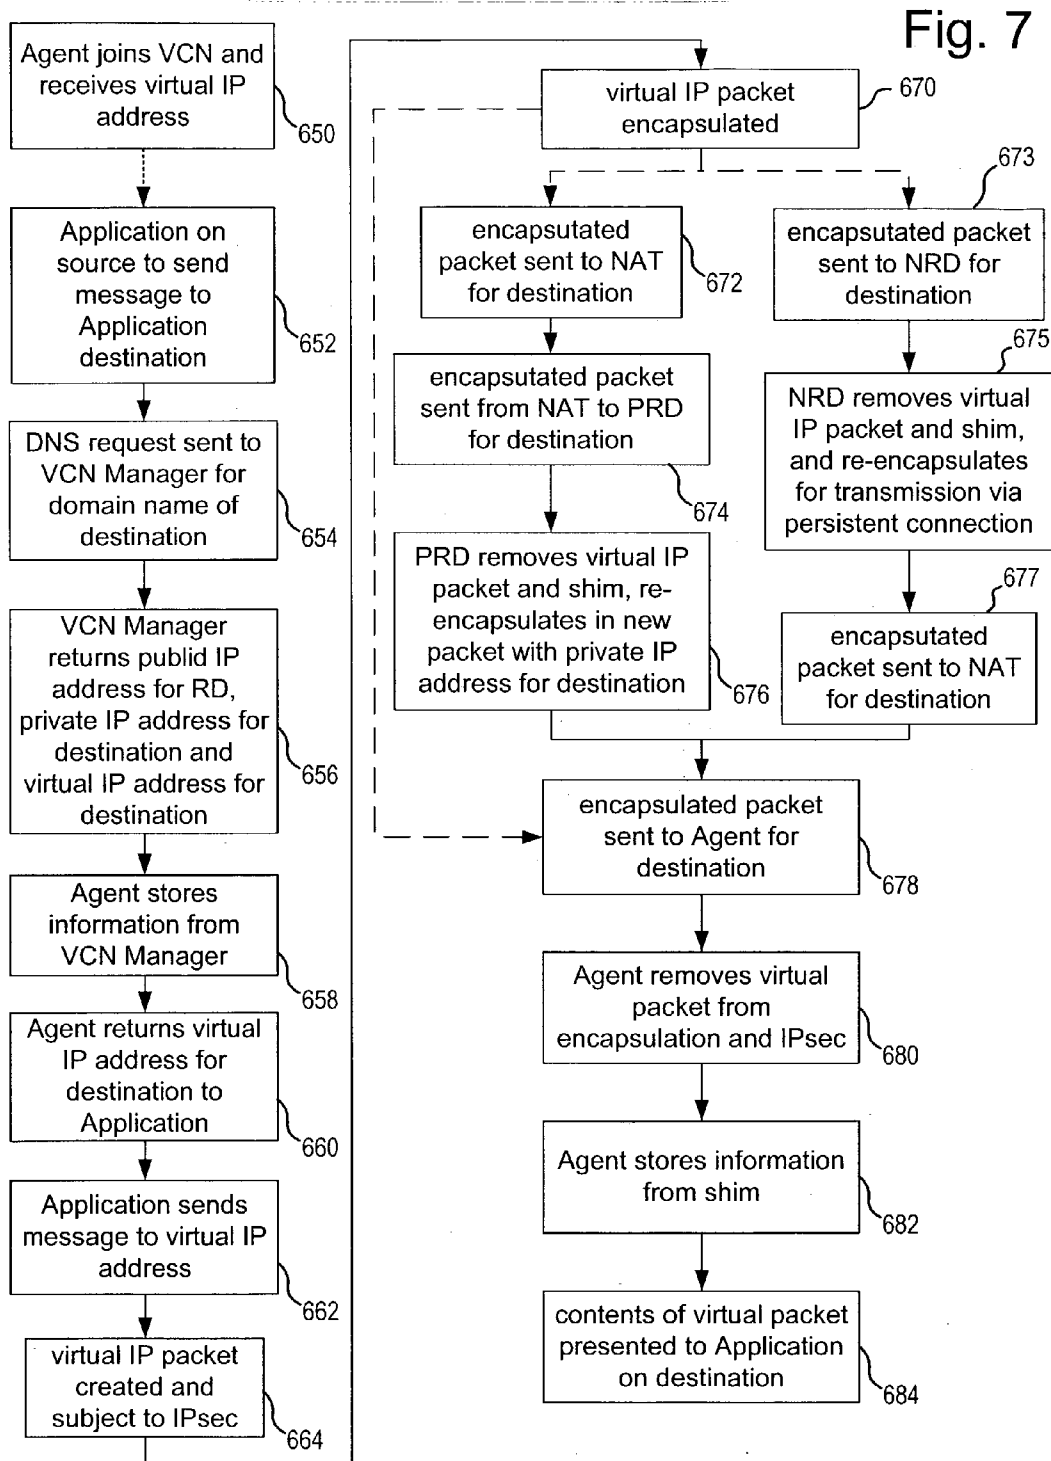 Fig. 7
Agent joins VCN and
receives virtual IP
address
650
Application on
source to send
message to
Application
destination
652
DNS request sent to
VCN Manager for
domain name of
destination
654
VCN Manager
returns publid IP
address for RD,
private IP address for
destination and
virtual IP address for
destination
656
Agent stores
information from
VCN Manager
658
Agent returns virtual
IP address for
destination to
Application
660
Application sends
message to virtual IP
address
662
virtual IP packet
created and
subject to IPsec
664
virtual IP packet
encapsulated
670
encapsutated
packet sent to NAT
for destination
672
encapsutated packet
sent to NRD for
destination
673
encapsutated packet
sent from NAT to PRD
for destination
674
NRD removes virtual
IP packet and shim,
and re-encapsulates
for transmission via
persistent connection
675
PRD removes virtual IP
packet and shim, re-
encapsulates in new
packet with private IP
address for destination
676
encapsutated
packet sent to NAT
for destination
677
encapsulated packet
sent to Agent for
destination
678
Agent removes virtual
packet from
encapsulation and IPsec
680
Agent stores information
from shim
682
contents of virtual packet
presented to Application
on destination
684